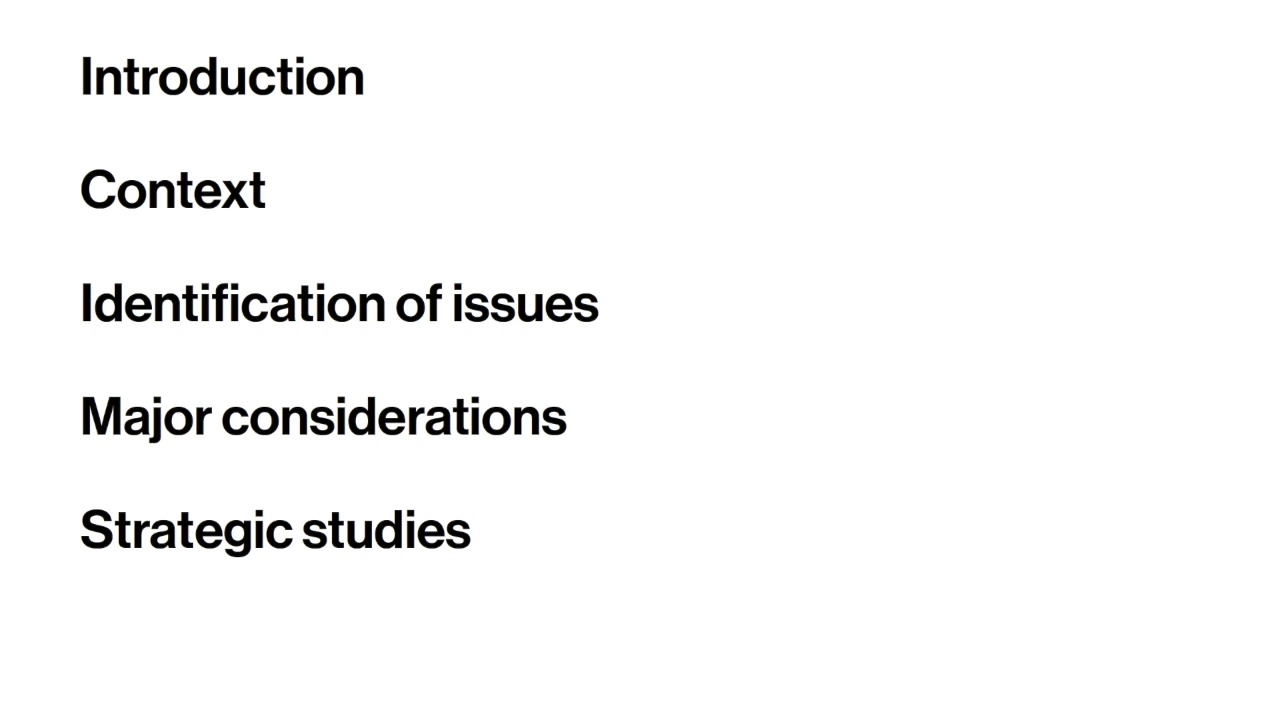 Introduction
Context
Identification of issues
Major considerations
Strategic studies